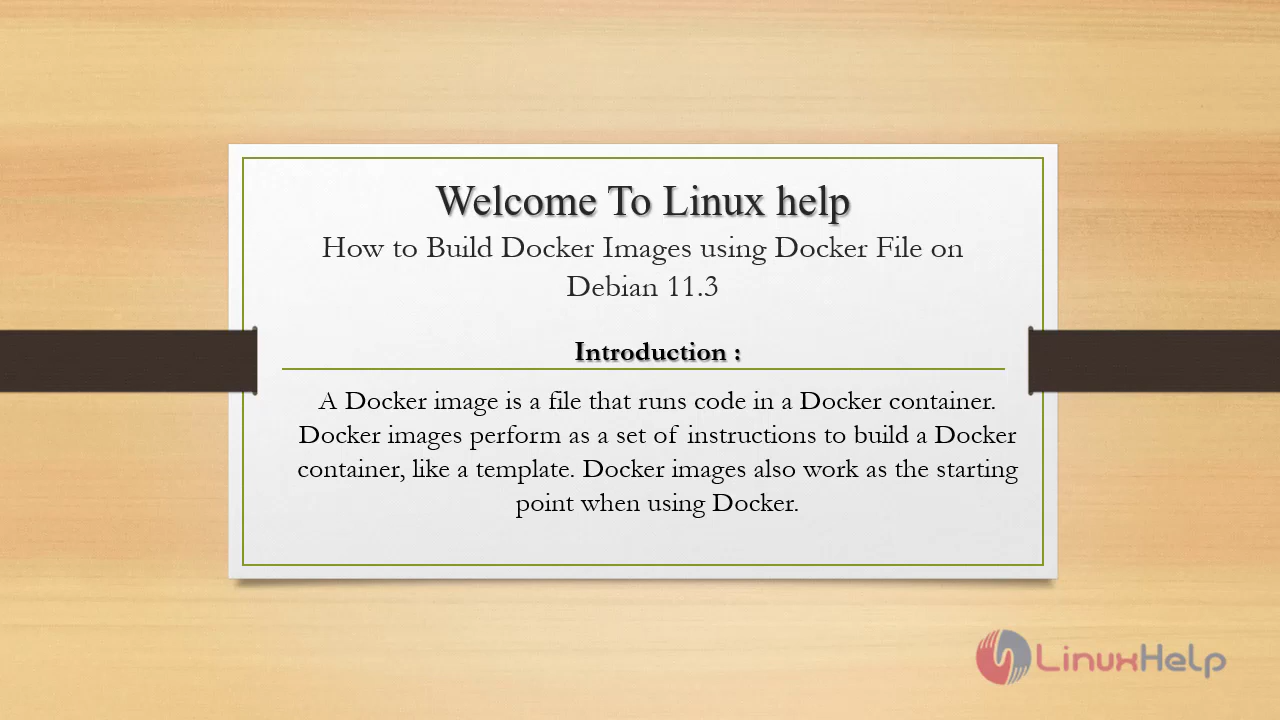 Welcome To Linux help
How to Build Docker Images using Docker File on
Debian 11.3
Introduction :
A Docker image is a file that runs code in a Docker container.
Docker images perform as a set of instructions to build a Docker
container, like a template. Docker images also work as the starting
point when using Docker.
LinuxHelp